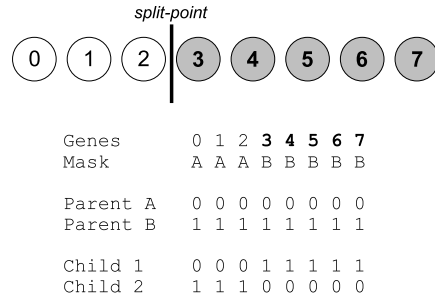 split-point
0 1 2 3 4 5 6 7
Genes 0 1 2 3 4 5 6 7
Mask A A A B B B B B
Parent A 0 0 0 0 0 0 0 0
Parent B 1 1 1 1 1 1 1 1
Child 1 0 0 0 1 1 1 1 1
Child 2 1 1 1 0 0 0 0 0